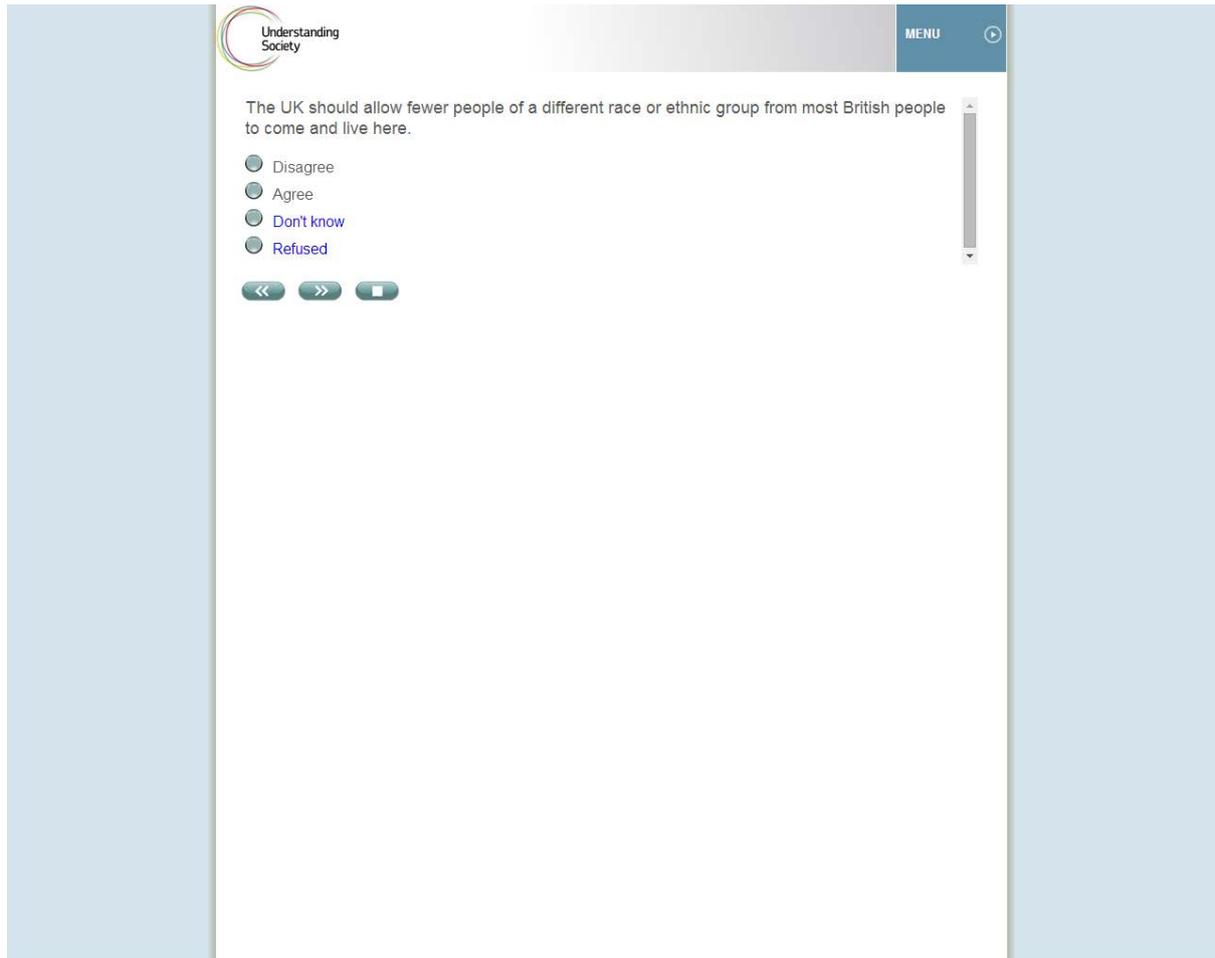 Understanding
Society
MENU
The UK should allow fewer people of a different race or ethnic group from most British people
to come and live here.
Disagree
Agree
Don't know
Refused